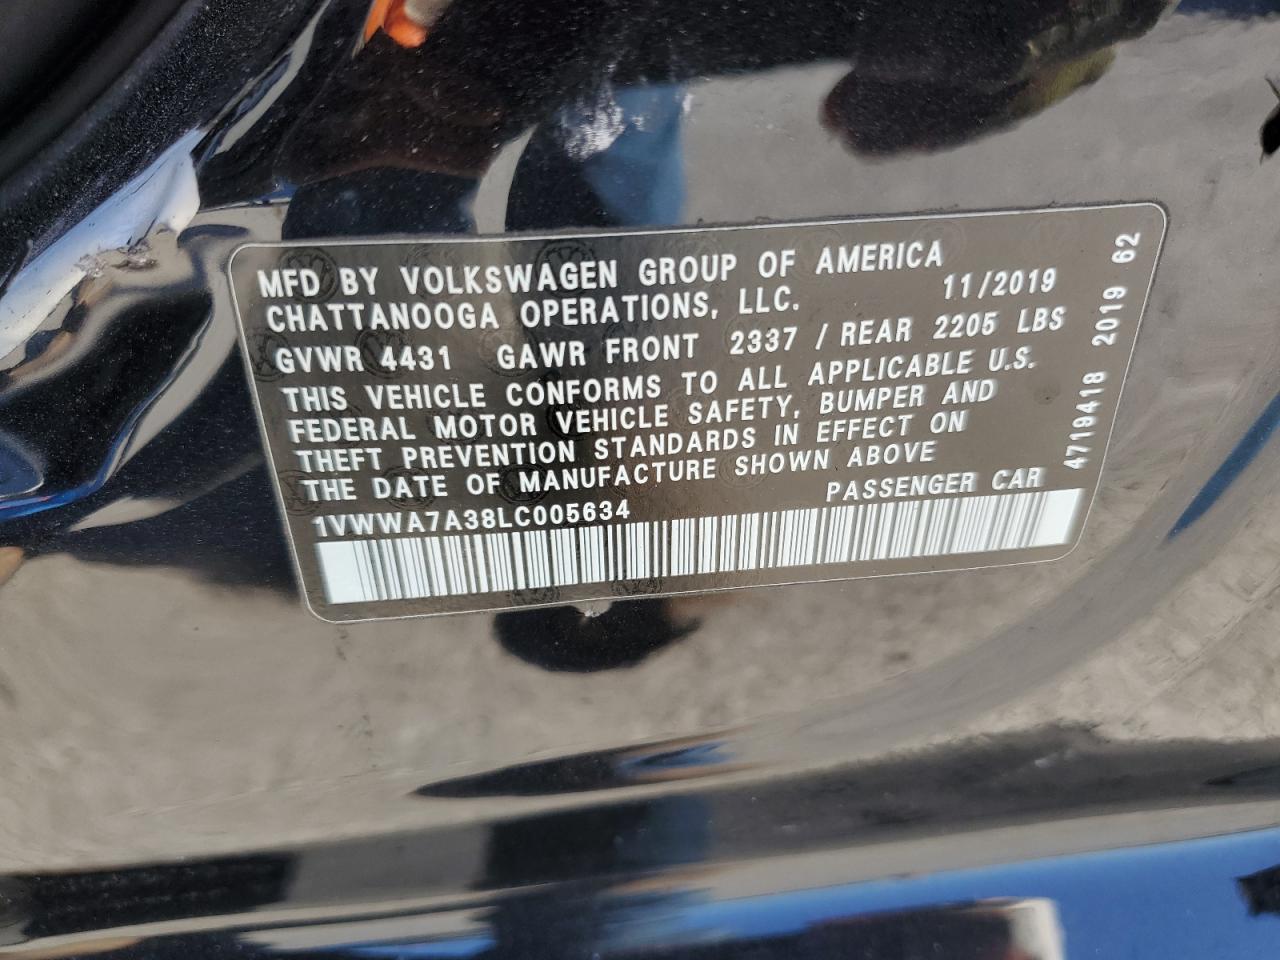 MFD BY VOLKSWAGEN GROUP OF AMERICA
CHATTANOOGA OPERATIONS, LLC. 11/2019
GVWR 4431 GAWR FRONT 2337 / REAR 2205 LBS
THIS VEHICLE CONFORMS TO ALL APPLICABLE U.S.
FEDERAL MOTOR VEHICLE SAFETY, BUMPER AND
THEFT PREVENTION STANDARDS IN EFFECT ON
THE DATE OF MANUFACTURE SHOWN ABOVE
PASSENGER CAR
1VWWA7A38LC005634
4719418 2019 62